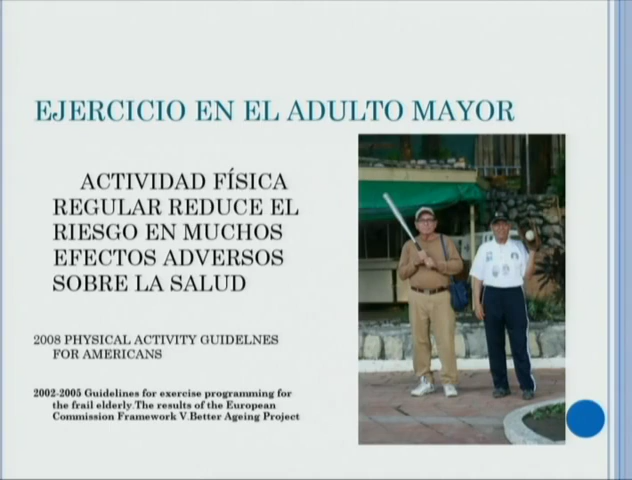 EJERCICIO EN EL ADULTO MAYOR
ACTIVIDAD FÍSICA
REGULAR REDUCE EL
RIESGO EN MUCHOS
EFECTOS ADVERSOS
SOBRE LA SALUD
2008 PHYSICAL ACTIVITY GUIDELNES
FOR AMERICANS
2002-2005 Guidelines for exercise programming for
the frail elderly.The results of the European
Commission Framework V.Better Ageing Project